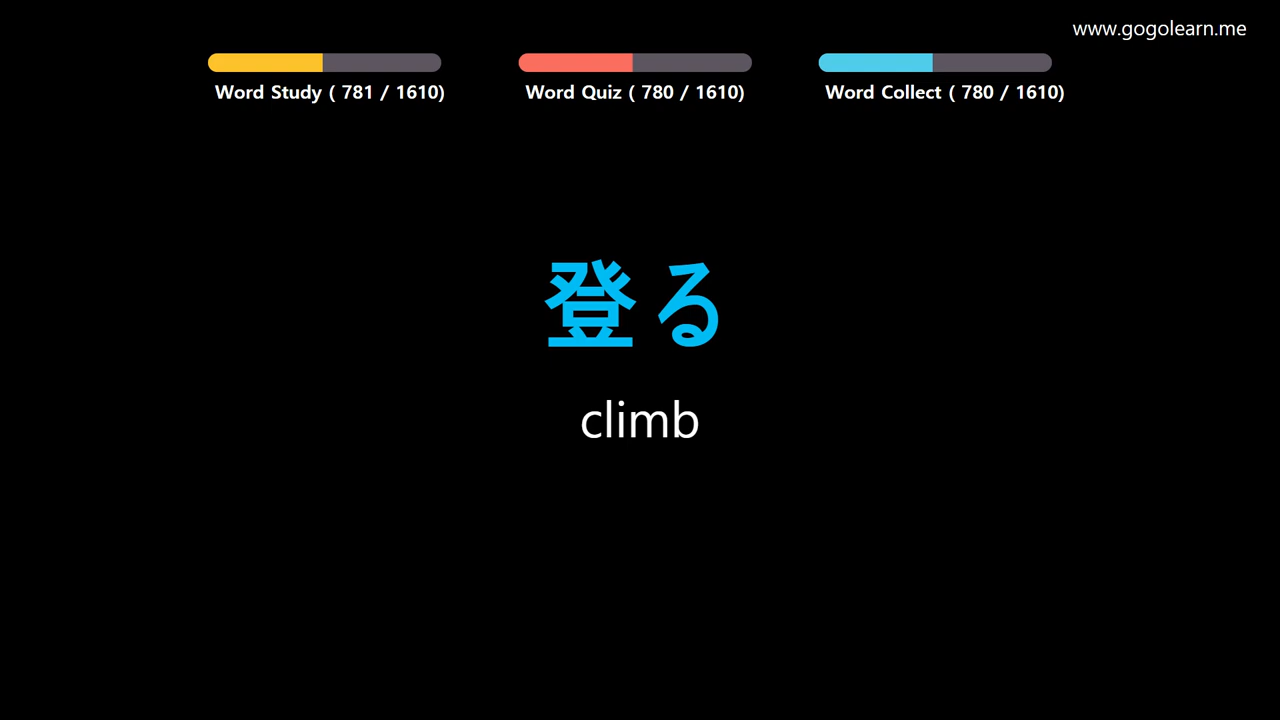 www.gogolearn.me
Word Study ( 781 / 1610)
Word Quiz ( 780 / 1610)
Word Collect ( 780 / 1610)
登る
climb